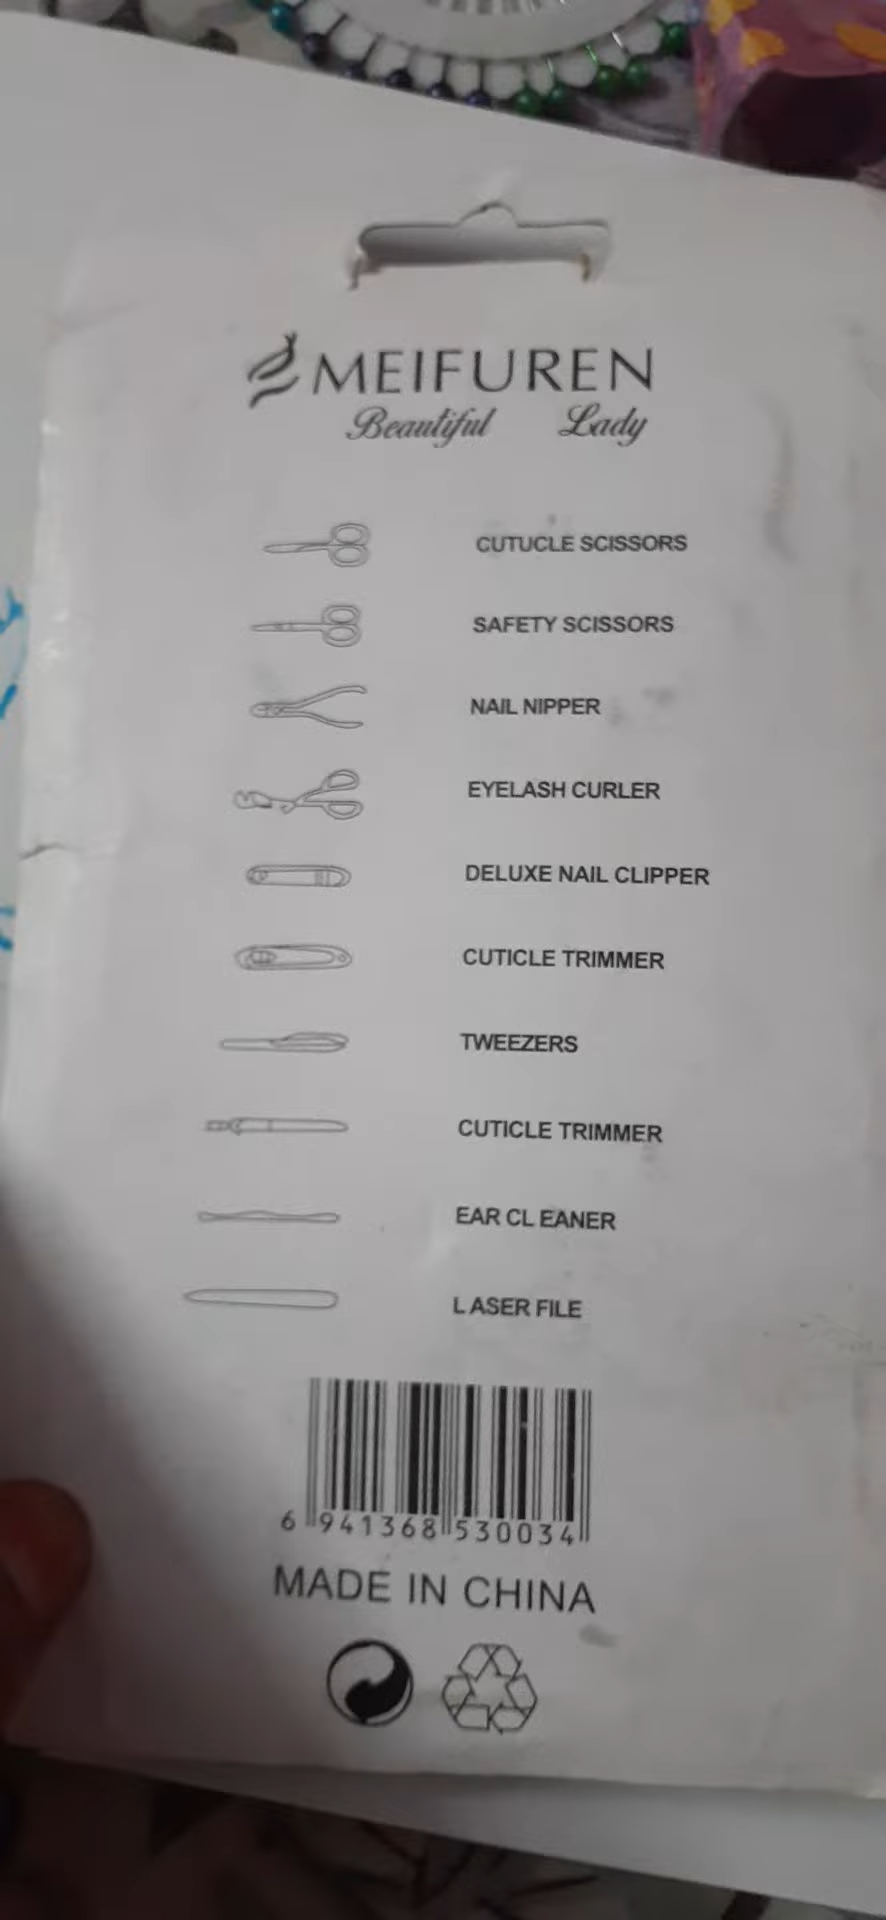 MEIFUREN
Beautiful Lady
CUTUCLE SCISSORS
SAFETY SCISSORS
NAIL NIPPER
EYELASH CURLER
DELUXE NAIL CLIPPER
CUTICLE TRIMMER
TWEEZERS
CUTICLE TRIMMER
EAR CL EANER
L ASER FILE
6 941368 530034
MADE IN CHINA